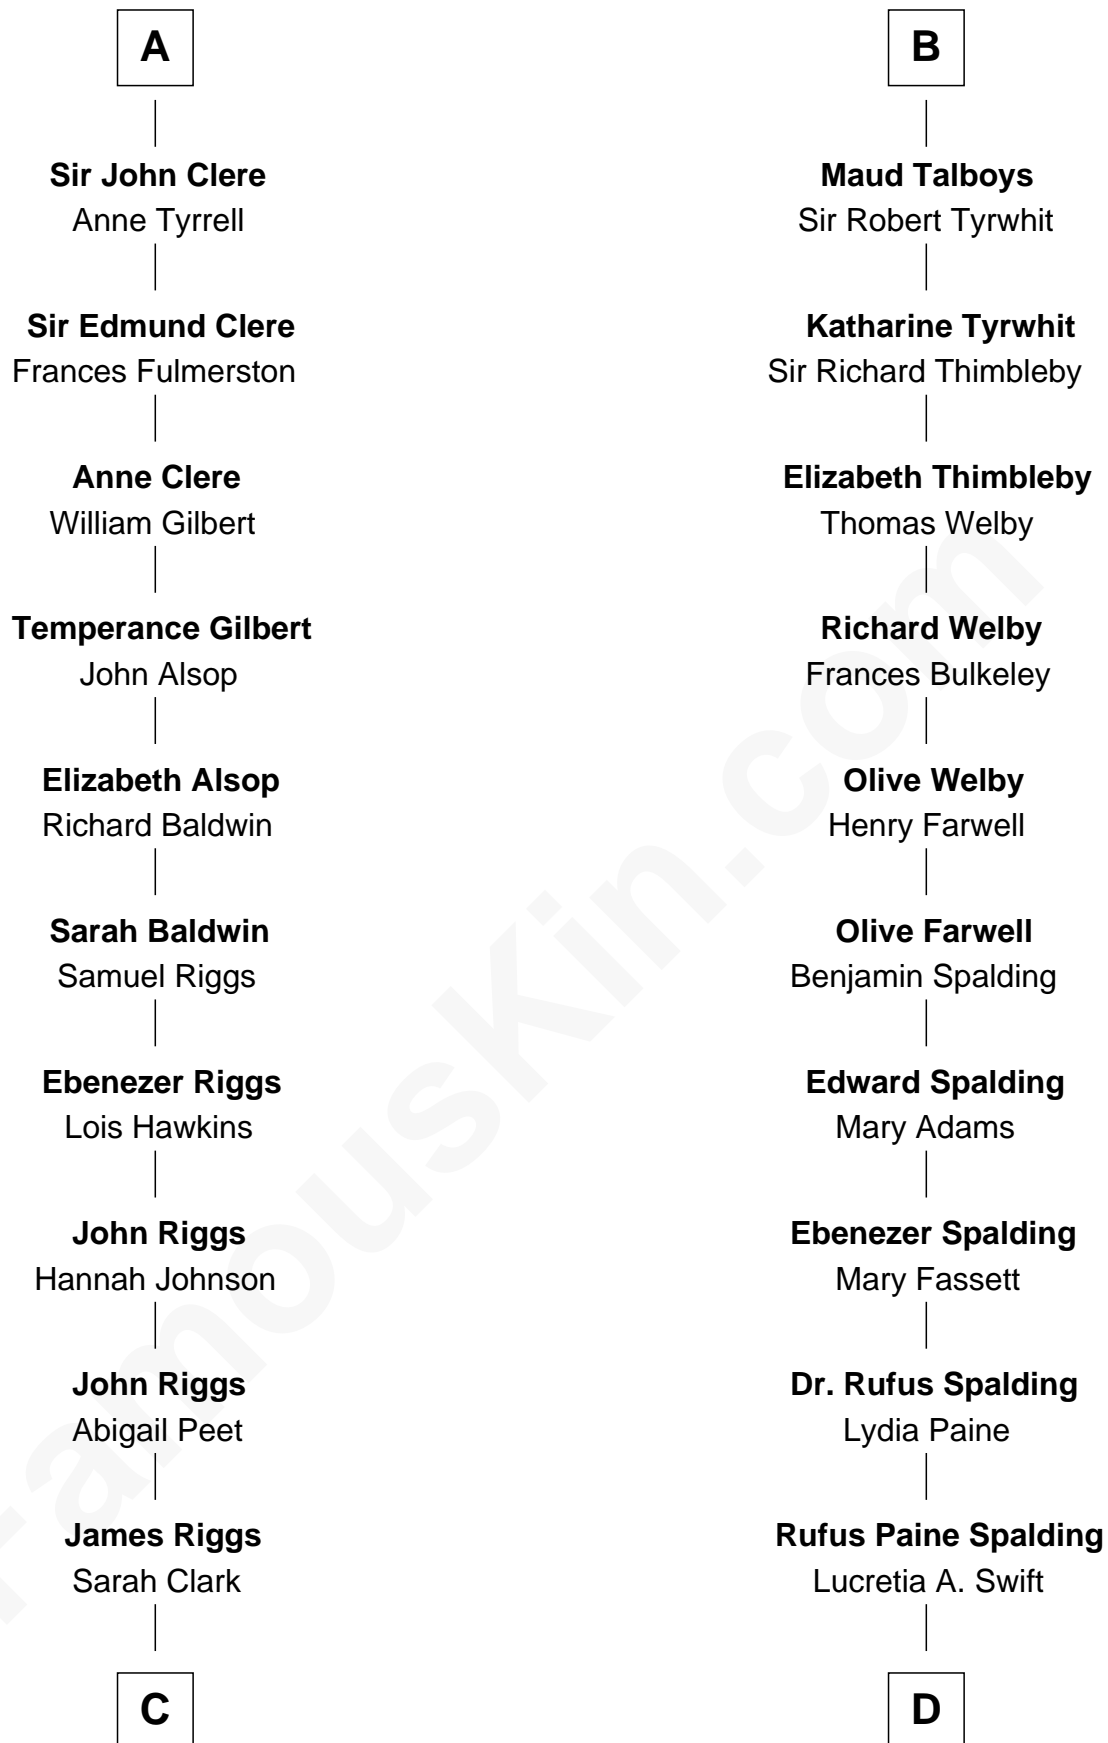 A
Sir John Clere
Anne Tyrrell
Sir Edmund Clere
Frances Fulmerston
Anne Clere
William Gilbert
Temperance Gilbert
John Alsop
Elizabeth Alsop
Richard Baldwin
Sarah Baldwin
Samuel Riggs
Ebenezer Riggs
Lois Hawkins
John Riggs
Hannah Johnson
John Riggs
Abigail Peet
James Riggs
Sarah Clark
C
B
Maud Talboys
Sir Robert Tyrwhit
Katharine Tyrwhit
Sir Richard Thimbleby
Elizabeth Thimbleby
Thomas Welby
Richard Welby
Frances Bulkeley
Olive Welby
Henry Farwell
Olive Farwell
Benjamin Spalding
Edward Spalding
Mary Adams
Ebenezer Spalding
Mary Fassett
Dr. Rufus Spalding
Lydia Paine
Rufus Paine Spalding
Lucretia A. Swift
D
FamousKin.com